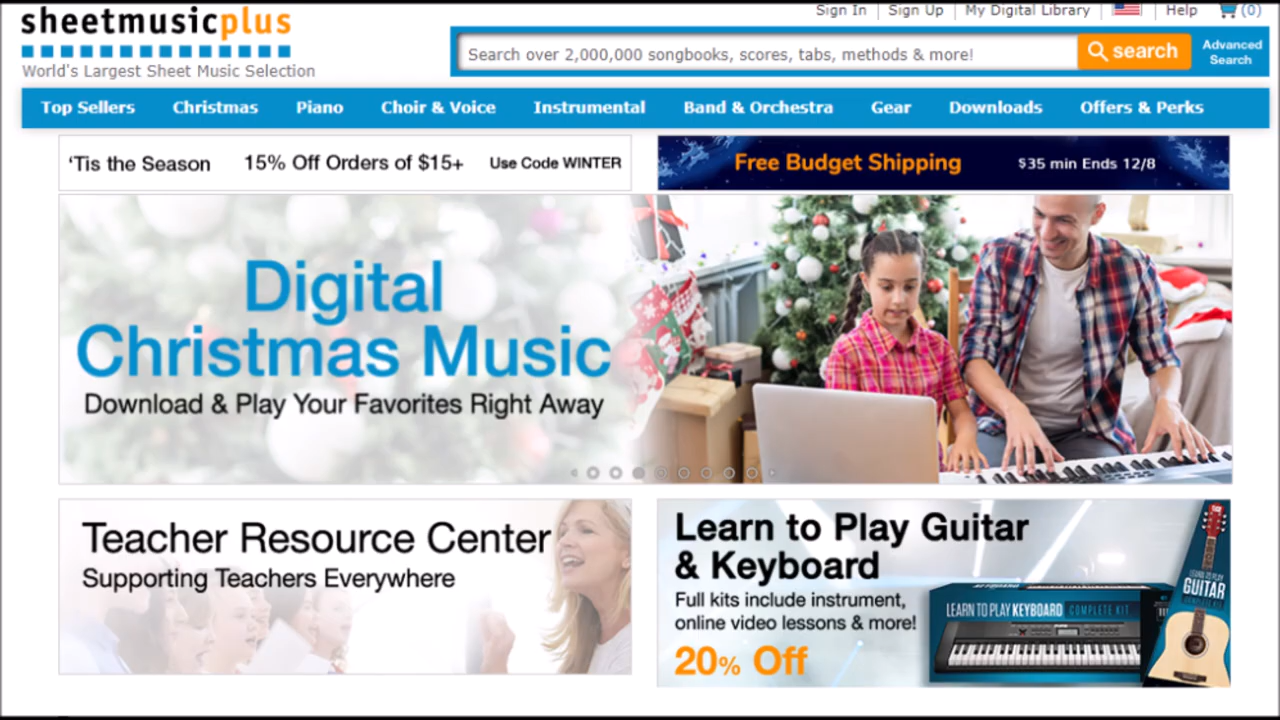 sheetmusicplus
World's Largest Sheet Music Selection
Sign In Sign Up My Digital Library Help (0)
Search over 2,000,000 songbooks, scores, tabs, methods & more!
search
Advanced
Search
Top Sellers Christmas Piano Choir & Voice Instrumental Band & Orchestra Gear Downloads Offers & Perks
'Tis the Season 15% Off Orders of $15+ Use Code WINTER
Free Budget Shipping $35 min Ends 12/8
Digital
Christmas Music
Download & Play Your Favorites Right Away
Teacher Resource Center
Supporting Teachers Everywhere
Learn to Play Guitar
& Keyboard
Full kits include instrument,
online video lessons & more!
20% Off
LEARN TO PLAY KEYBOARD COMPLETE KIT
LEARN TO PLAY
GUITAR